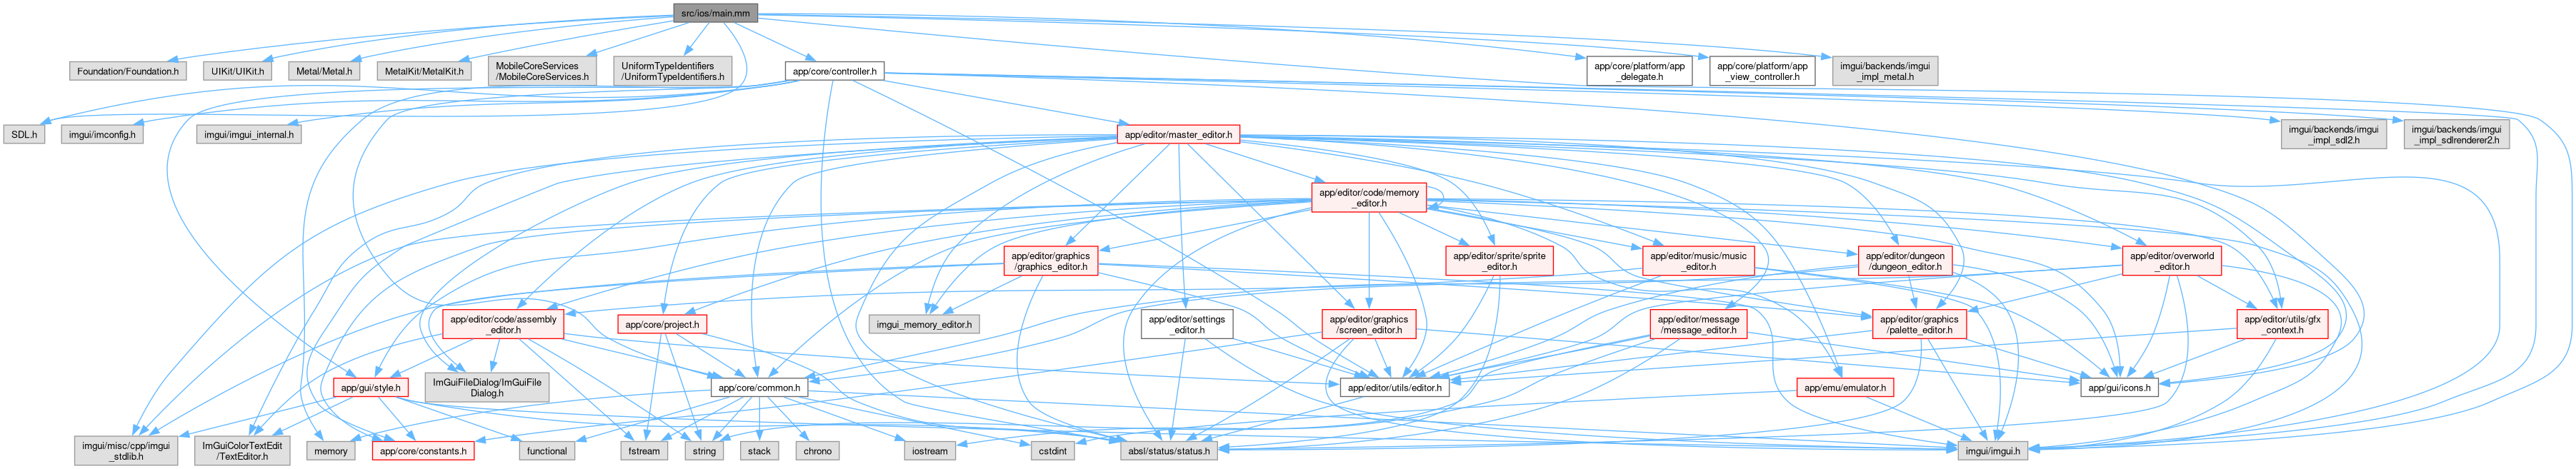 src/ios/main.mm
Foundation/Foundation.h
UIKit/UIKit.h
Metal/Metal.h
MetalKit/MetalKit.h
MobileCoreServices
/MobileCoreServices.h
UniformTypeIdentifiers
/UniformTypeIdentifiers.h
app/core/controller.h
app/core/platform/app
_delegate.h
app/core/platform/app
_view_controller.h
imgui/backends/imgui
_impl_metal.h
SDL.h
imgui/imconfig.h
imgui/imgui_internal.h
app/editor/master_editor.h
imgui/backends/imgui
_impl_sdl2.h
imgui/backends/imgui
_impl_sdlrenderer2.h
app/editor/code/memory
_editor.h
app/editor/graphics
/graphics_editor.h
app/editor/sprite/sprite
_editor.h
app/editor/music/music
_editor.h
app/editor/dungeon
/dungeon_editor.h
app/editor/overworld
_editor.h
app/editor/code/assembly
_editor.h
app/core/project.h
imgui_memory_editor.h
app/editor/settings
_editor.h
app/editor/graphics
/screen_editor.h
app/editor/message
/message_editor.h
app/editor/graphics
/palette_editor.h
app/editor/utils/gfx
_context.h
app/gui/style.h
ImGuiFileDialog/ImGuiFile
Dialog.h
app/core/common.h
app/editor/utils/editor.h
app/emu/emulator.h
app/gui/icons.h
imgui/misc/cpp/imgui
_stdlib.h
ImGuiColorTextEdit
/TextEditor.h
memory
app/core/constants.h
functional
fstream
string
stack
chrono
iostream
cstdint
absl/status/status.h
imgui/imgui.h